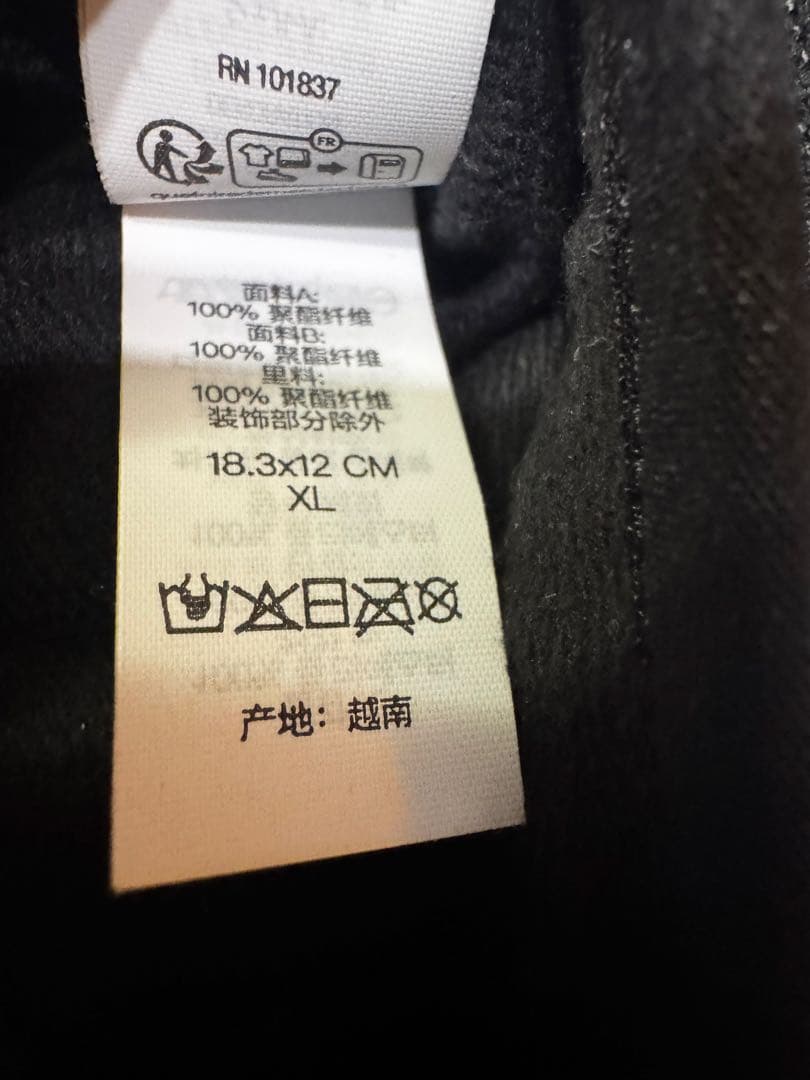 RN 101837
FR
面料A:
100% 聚酯纤维
面料B:
100% 聚酯纤维
里料:
100% 聚酯纤维
装饰部分除外
18.3x12 CM
XL
产地: 越南